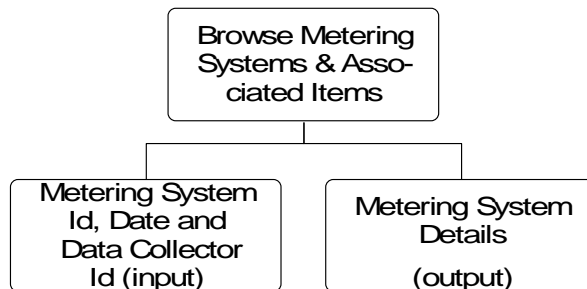 Browse Metering
Systems & Asso-
ciated Items
Metering System
Id, Date and
Data Collector
Id (input)
Metering System
Details
(output)